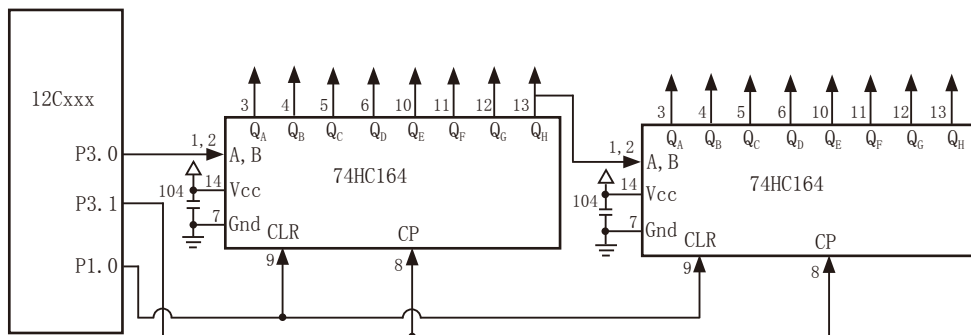 12Cxxx
P3.0
P3.1
P1.0
3 4 5 6 10 11 12 13
QA QB QC QD QE QF QG QH
1,2 A,B
74HC164
104 14 Vcc
7 Gnd
CLR CP
9 8
3 4 5 6 10 11 12 13
QA QB QC QD QE QF QG QH
1,2 A,B
74HC164
104 14 Vcc
7 Gnd
CLR CP
9 8